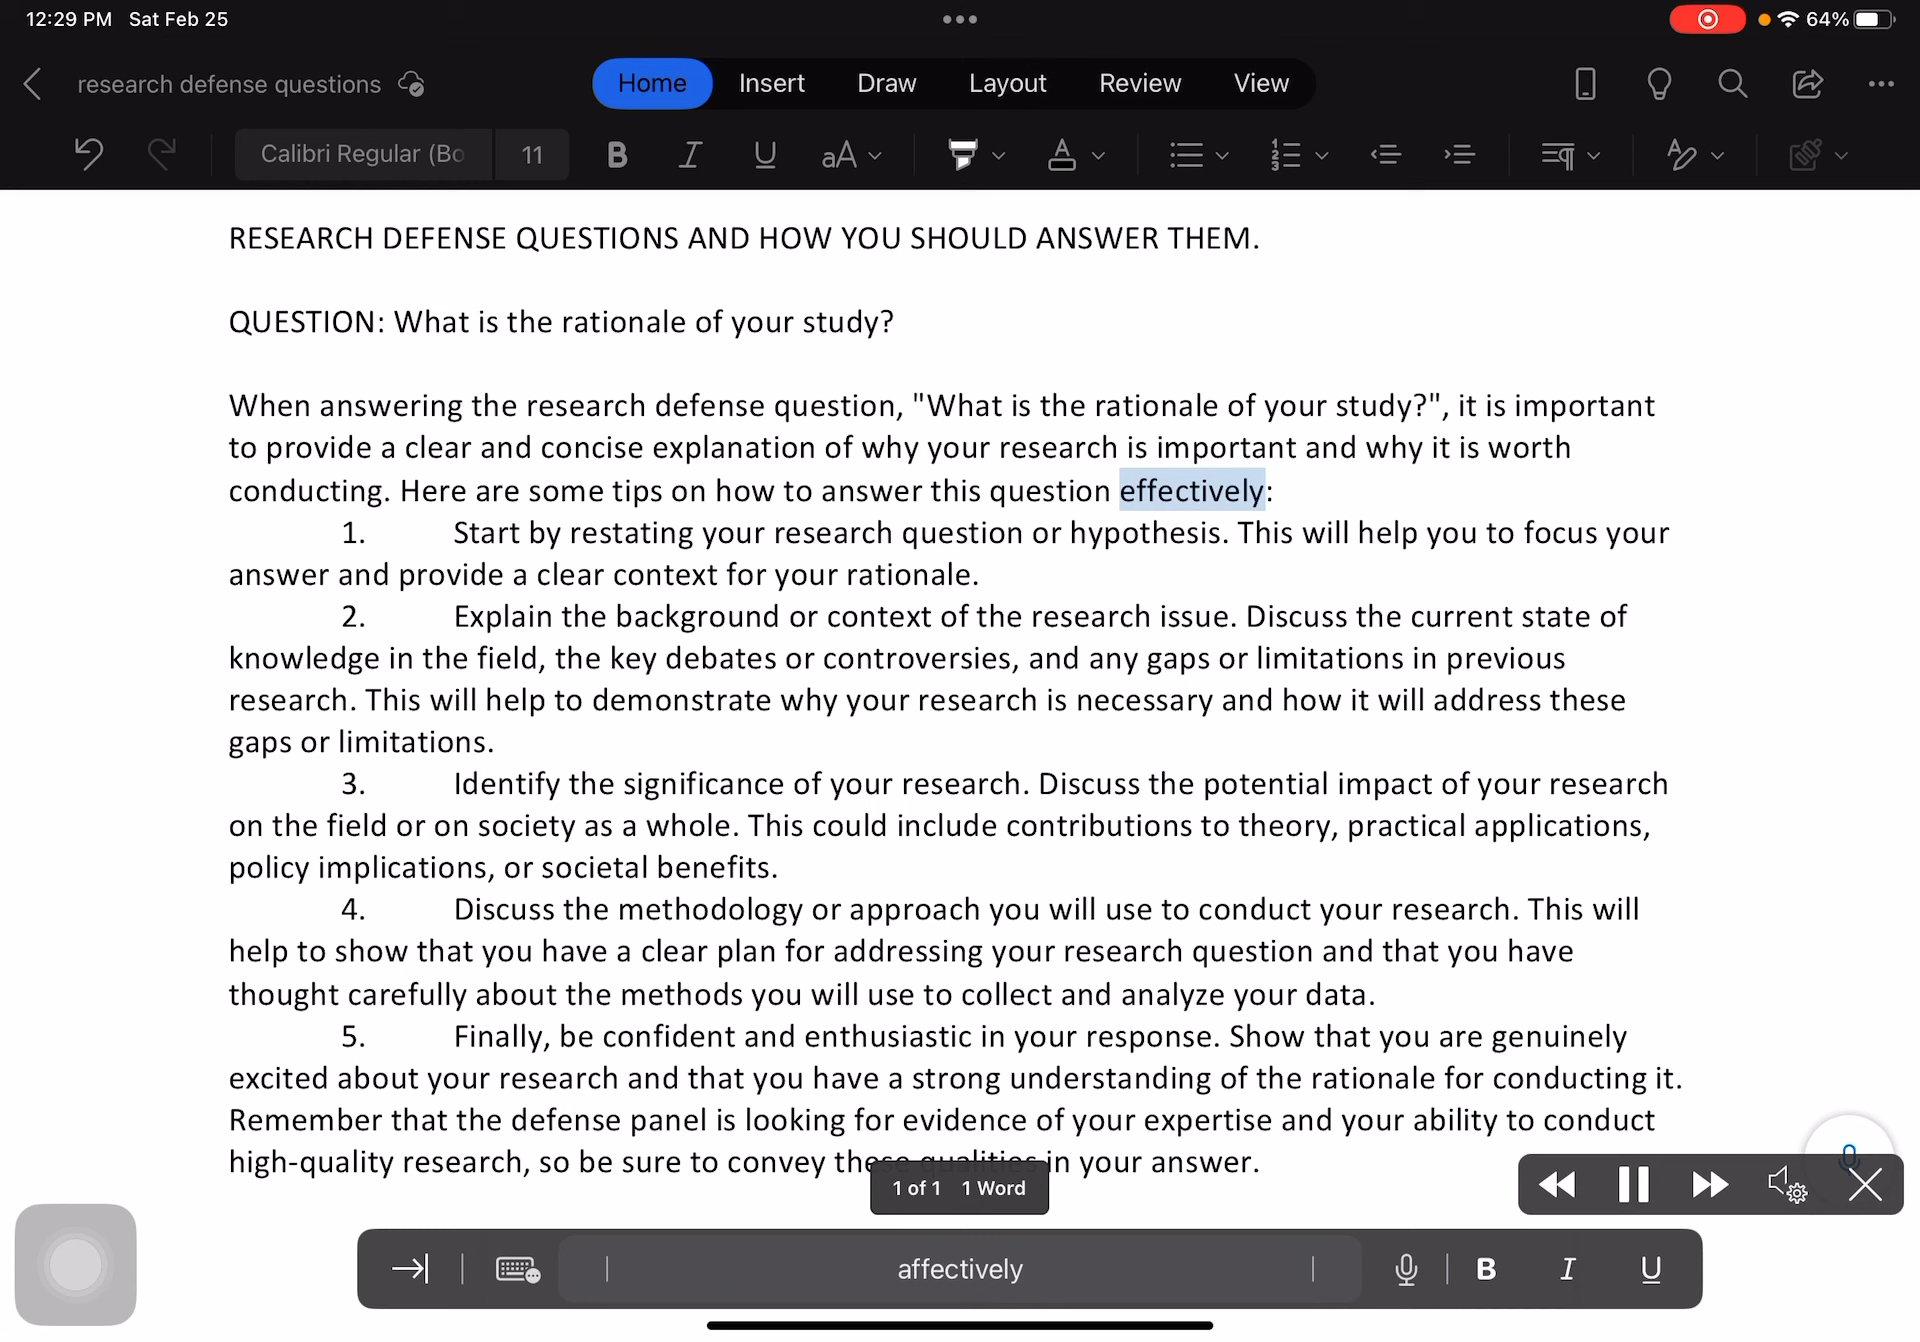 12:29 PM Sat Feb 25
64%
research defense questions
Home Insert Draw Layout Review View
Calibri Regular (Bo 11 B I U aA A
RESEARCH DEFENSE QUESTIONS AND HOW YOU SHOULD ANSWER THEM.
QUESTION: What is the rationale of your study?
When answering the research defense question, "What is the rationale of your study?", it is important
to provide a clear and concise explanation of why your research is important and why it is worth
conducting. Here are some tips on how to answer this question effectively:
1. Start by restating your research question or hypothesis. This will help you to focus your
answer and provide a clear context for your rationale.
2. Explain the background or context of the research issue. Discuss the current state of
knowledge in the field, the key debates or controversies, and any gaps or limitations in previous
research. This will help to demonstrate why your research is necessary and how it will address these
gaps or limitations.
3. Identify the significance of your research. Discuss the potential impact of your research
on the field or on society as a whole. This could include contributions to theory, practical applications,
policy implications, or societal benefits.
4. Discuss the methodology or approach you will use to conduct your research. This will
help to show that you have a clear plan for addressing your research question and that you have
thought carefully about the methods you will use to collect and analyze your data.
5. Finally, be confident and enthusiastic in your response. Show that you are genuinely
excited about your research and that you have a strong understanding of the rationale for conducting it.
Remember that the defense panel is looking for evidence of your expertise and your ability to conduct
high-quality research, so be sure to convey these qualities in your answer.
1 of 1 1 Word
affectively
B I U